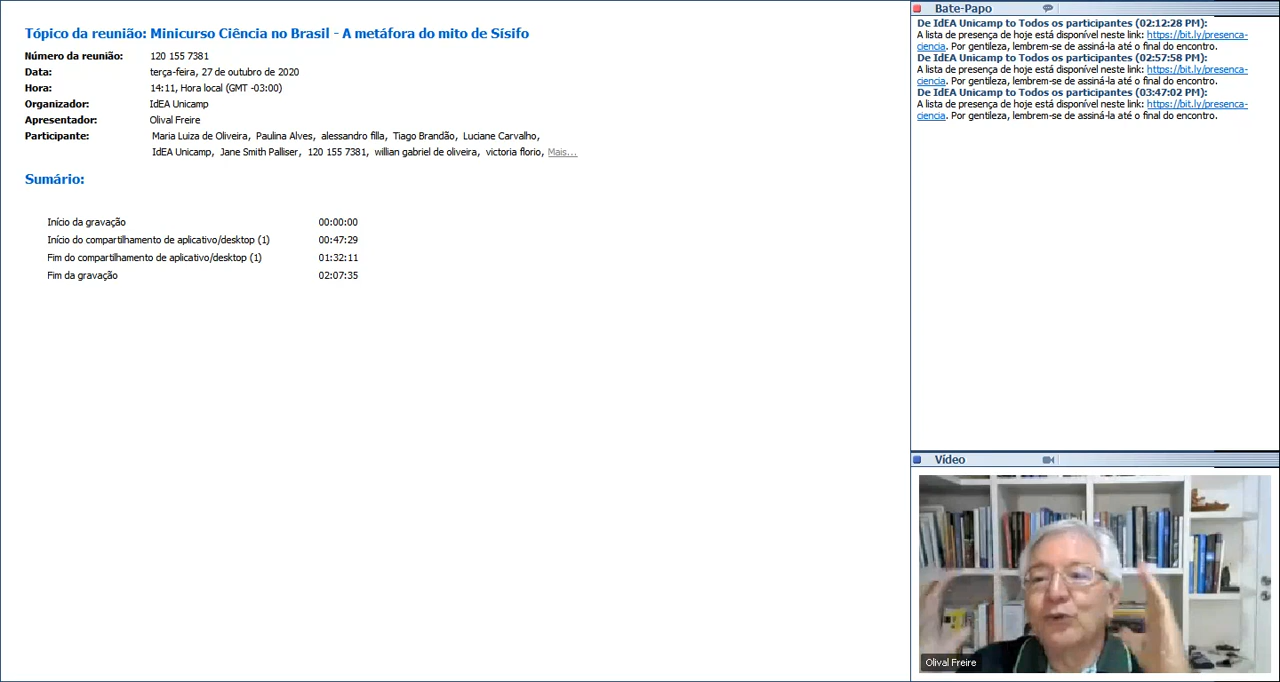 Tópico da reunião: Minicurso Ciência no Brasil - A metáfora do mito de Sísifo
Número da reunião: 120 155 7381
Data: terça-feira, 27 de outubro de 2020
Hora: 14:11, Hora local (GMT -03:00)
Organizador: IdEA Unicamp
Apresentador: Olival Freire
Participante: Maria Luiza de Oliveira, Paulina Alves, alessandro filla, Tiago Brandão, Luciane Carvalho,
IdEA Unicamp, Jane Smith Palliser, 120 155 7381, willian gabriel de oliveira, victoria florio, Mais...
Sumário:
Início da gravação 00:00:00
Início do compartilhamento de aplicativo/desktop (1) 00:47:29
Fim do compartilhamento de aplicativo/desktop (1) 01:32:11
Fim da gravação 02:07:35
Bate-Papo
De IdEA Unicamp to Todos os participantes (02:12:28 PM):
A lista de presença de hoje está disponível neste link: https://bit.ly/presenca-
ciencia. Por gentileza, lembrem-se de assiná-la até o final do encontro.
De IdEA Unicamp to Todos os participantes (02:57:58 PM):
A lista de presença de hoje está disponível neste link: https://bit.ly/presenca-
ciencia. Por gentileza, lembrem-se de assiná-la até o final do encontro.
De IdEA Unicamp to Todos os participantes (03:47:02 PM):
A lista de presença de hoje está disponível neste link: https://bit.ly/presenca-
ciencia. Por gentileza, lembrem-se de assiná-la até o final do encontro.
Vídeo
Olival Freire